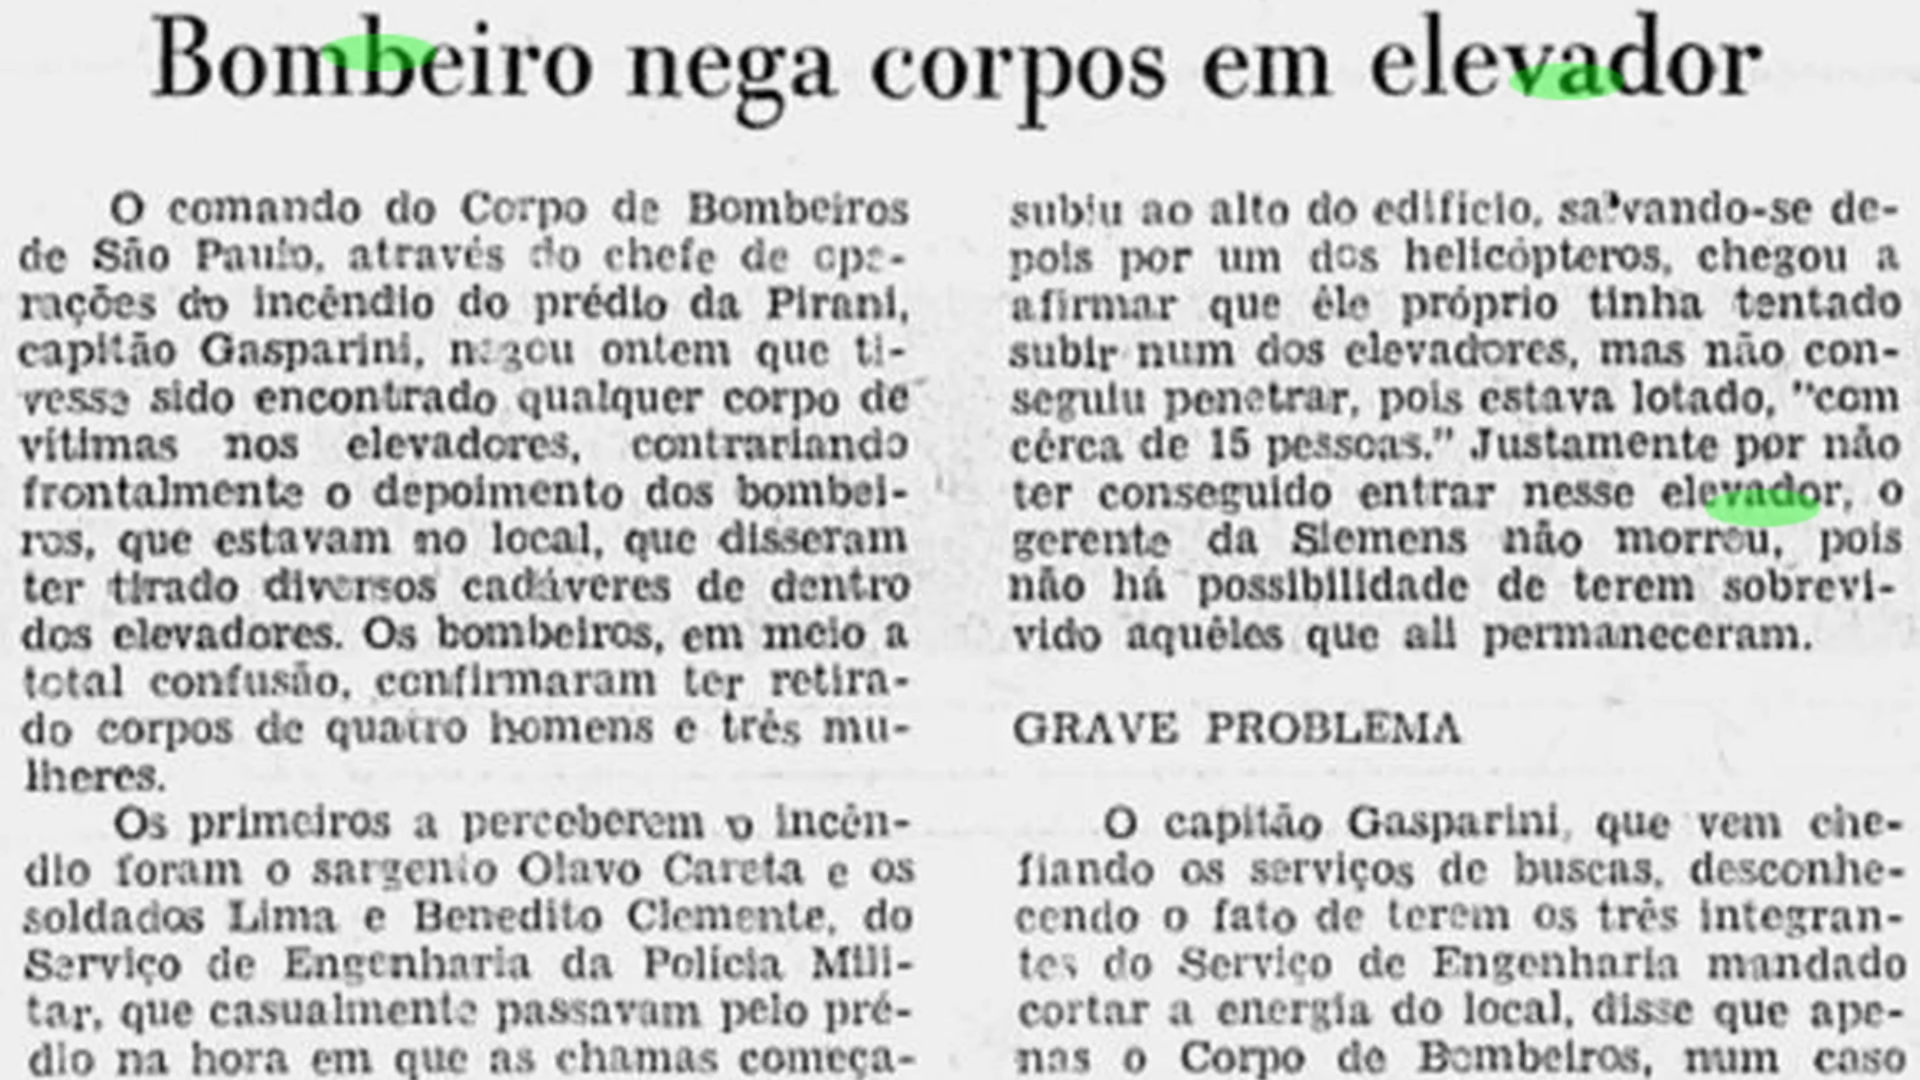 Bombeiro nega corpos em elevador
O comando do Corpo de Bombeiros
de São Paulo, através do chefe de ope-
rações do incêndio do prédio da Pirani,
capitão Gasparini, negou ontem que ti-
vesse sido encontrado qualquer corpo de
vítimas nos elevadores, contrariando
frontalmente o depoimento dos bombei-
ros, que estavam no local, que disseram
ter tirado diversos cadáveres de dentro
dos elevadores. Os bombeiros, em meio a
total confusão, confirmaram ter retira-
do corpos de quatro homens e três mu-
lheres.
Os primeiros a perceberem o incên-
dio foram o sargento Olavo Careta e os
soldados Lima e Benedito Clemente, do
Serviço de Engenharia da Polícia Mili-
tar, que casualmente passavam pelo pré-
dio na hora em que as chamas começa-
subiu ao alto do edifício, salvando-se de-
pois por um dos helicópteros, chegou a
afirmar que êle próprio tinha tentado
subir num dos elevadores, mas não con-
seguiu penetrar, pois estava lotado, "com
cêrca de 15 pessoas." Justamente por não
ter conseguido entrar nesse elevador, o
gerente da Siemens não morreu, pois
não há possibilidade de terem sobrevi-
vido aquêles que ali permaneceram.
GRAVE PROBLEMA
O capitão Gasparini, que vem che-
fiando os serviços de buscas, desconhe-
cendo o fato de terem os três integran-
tes do Serviço de Engenharia mandado
cortar a energia do local, disse que ape-
nas o Corpo de Bombeiros, num caso